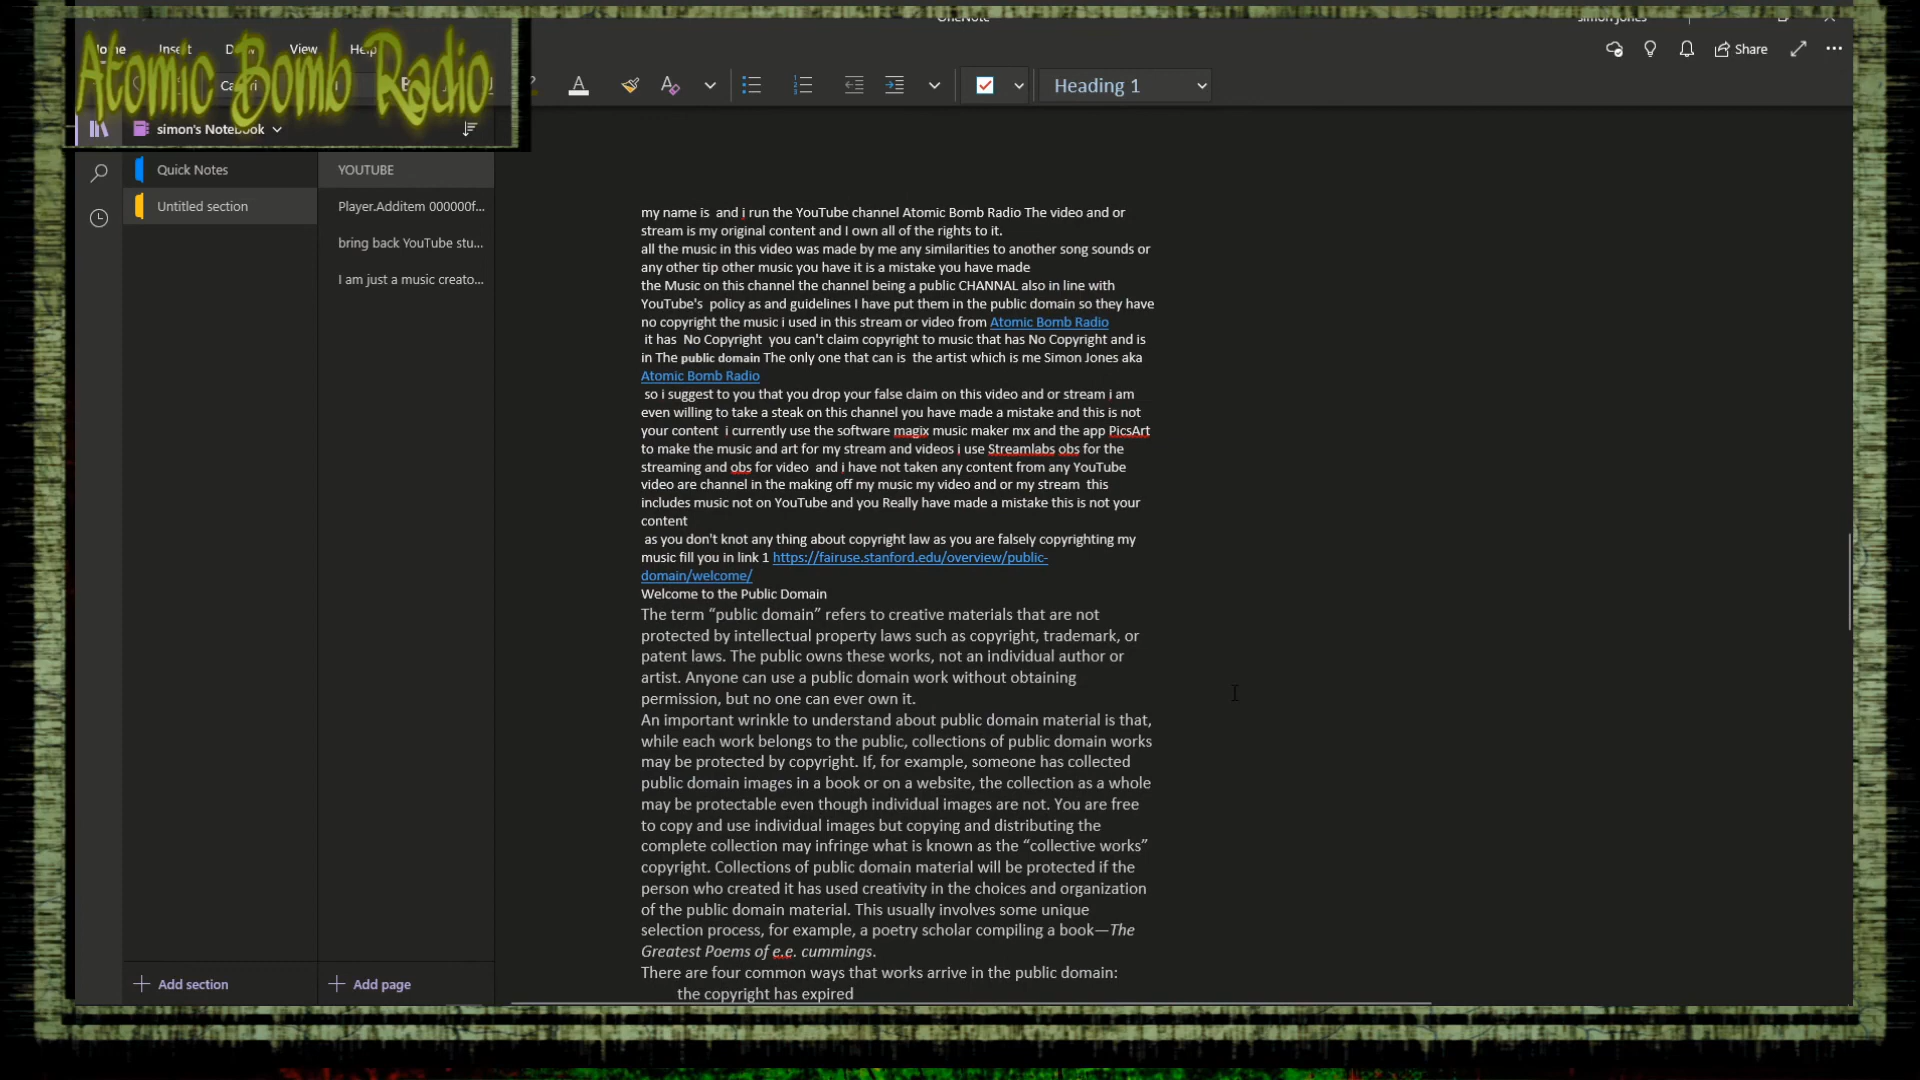 OneNote
simon Jones
Atomic Bomb Radio
Home Insert View Help
Share
Heading 1
simon's Notebook
Quick Notes
Untitled section
YOUTUBE
Player.Additem 000000f...
bring back YouTube stu...
I am just a music creato...
my name is  and i run the YouTube channel Atomic Bomb Radio The video and or
stream is my original content and I own all of the rights to it.
all the music in this video was made by me any similarities to another song sounds or
any other tip other music you have it is a mistake you have made
the Music on this channel the channel being a public CHANNEL also in line with
YouTube's  policy as and guidelines I have put them in the public domain so they have
no copyright the music i used in this stream or video from Atomic Bomb Radio
it has  No Copyright  you can't claim copyright to music that has No Copyright and is
in The public domain The only one that can is  the artist which is me Simon Jones aka
Atomic Bomb Radio
so i suggest to you that you drop your false claim on this video and or stream i am
even willing to take a steak on this channel you have made a mistake and this is not
your content  i currently use the software magix music maker mx and the app PicsArt
to make the music and art for my stream and videos i use Streamlabs obs for the
streaming and obs for video  and i have not taken any content from any YouTube
video are channel in the making off my music my video and or my stream  this
includes music not on YouTube and you Really have made a mistake this is not your
content
as you don't knot any thing about copyright law as you are falsely copyrighting my
music fill you in link 1 https://fairuse.stanford.edu/overview/public-
domain/welcome/
Welcome to the Public Domain
The term “public domain” refers to creative materials that are not
protected by intellectual property laws such as copyright, trademark, or
patent laws. The public owns these works, not an individual author or
artist. Anyone can use a public domain work without obtaining
permission, but no one can ever own it.
An important wrinkle to understand about public domain material is that,
while each work belongs to the public, collections of public domain works
may be protected by copyright. If, for example, someone has collected
public domain images in a book or on a website, the collection as a whole
may be protectable even though individual images are not. You are free
to copy and use individual images but copying and distributing the
complete collection may infringe what is known as the “collective works”
copyright. Collections of public domain material will be protected if the
person who created it has used creativity in the choices and organization
of the public domain material. This usually involves some unique
selection process, for example, a poetry scholar compiling a book—The
Greatest Poems of e.e. cummings.
There are four common ways that works arrive in the public domain:
the copyright has expired
Add section
Add page